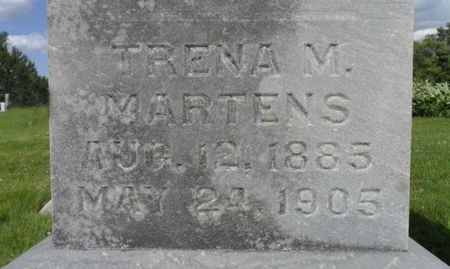 TRENA M.
MARTENS
AUG. 12, 1885
MAY 24, 1905